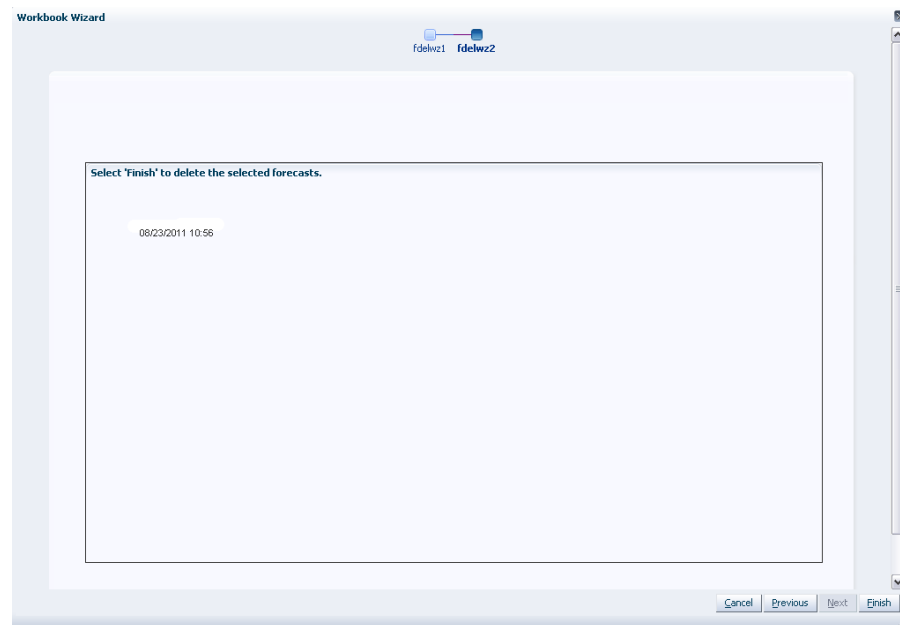 Workbook Wizard
fdelwz1 fdelwz2
Select 'Finish' to delete the selected forecasts.
08/23/2011 10:56
Cancel Previous Next Finish